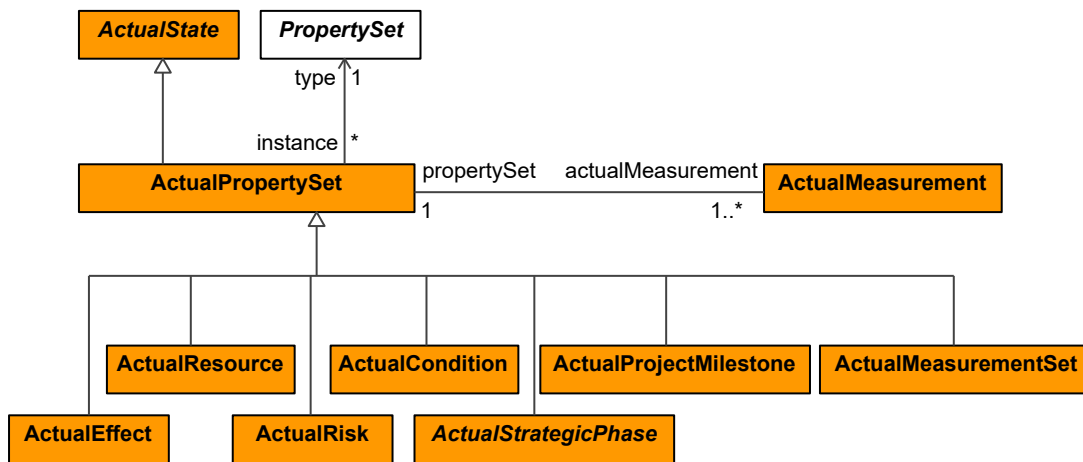 ActualState
PropertySet
type 1
instance *
ActualPropertySet
propertySet actualMeasurement
ActualMeasurement
1 1..*
ActualResource
ActualCondition
ActualProjectMilestone
ActualMeasurementSet
ActualEffect
ActualRisk
ActualStrategicPhase